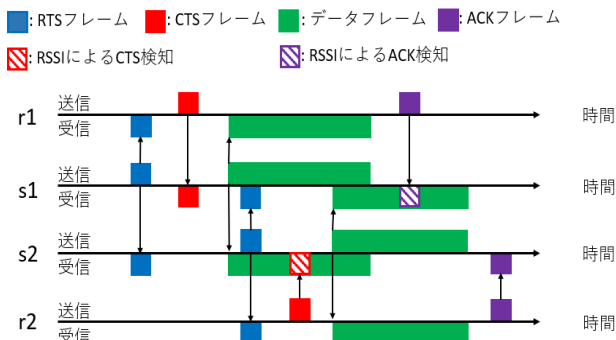 : RTSフレーム : CTSフレーム : データフレーム : ACKフレーム
: RSSIによるCTS検知 : RSSIによるACK検知
送信
r1 時間
受信
送信
s1 時間
受信
送信
s2 時間
受信
送信
r2 時間
受信